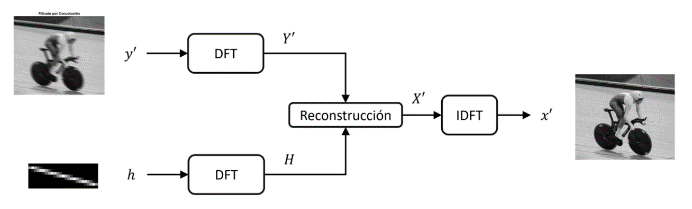 Filtrado por Convolución
y′ DFT Y′
Reconstrucción X′ IDFT x′
h DFT H